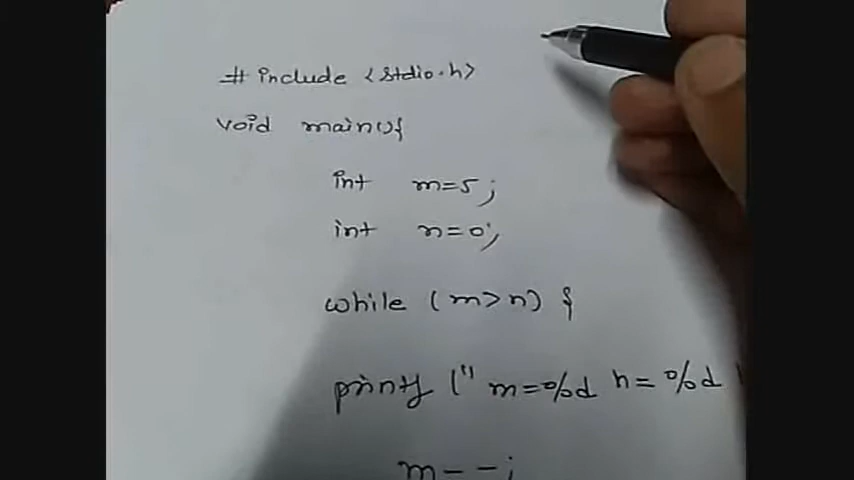 # include <stdio.h>
void main(){
int m=5;
int n=0;
while (m>n) {
printf (" m=%d n=%d
m--;